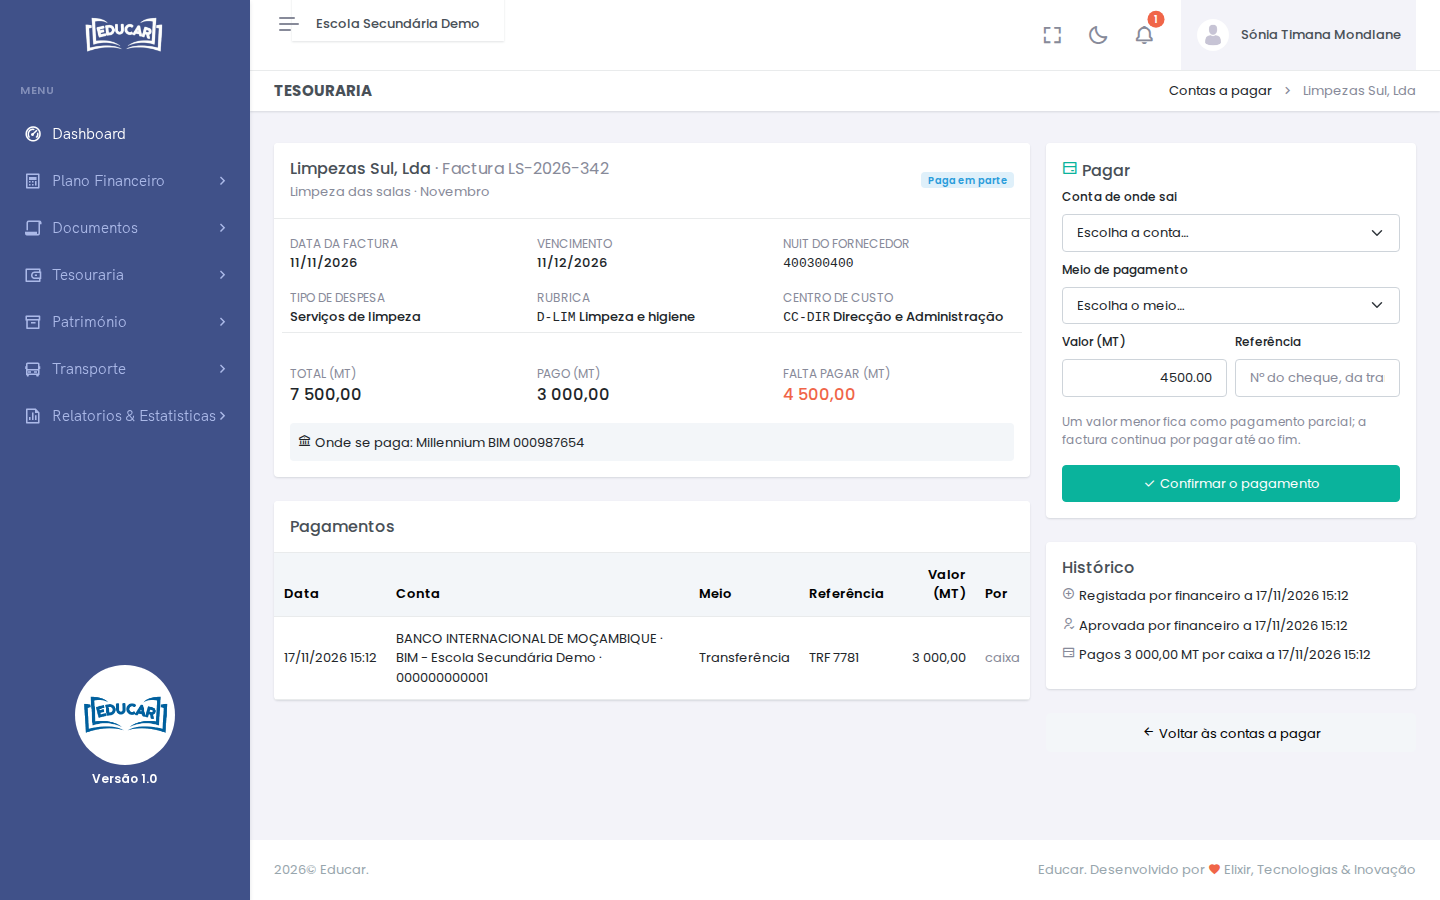 EDUCAR
Escola Secundária Demo
1
Sónia Timana Mondlane
MENU
Dashboard
Plano Financeiro
Documentos
Tesouraria
Património
Transporte
Relatorios & Estatisticas
EDUCAR
Versão 1.0
TESOURARIA
Contas a pagar
Limpezas Sul, Lda
Limpezas Sul, Lda · Factura LS-2026-342
Limpeza das salas · Novembro
Paga em parte
DATA DA FACTURA
VENCIMENTO
NUIT DO FORNECEDOR
11/11/2026
11/12/2026
400300400
TIPO DE DESPESA
RUBRICA
CENTRO DE CUSTO
Serviços de limpeza
D-LIM Limpeza e higiene
CC-DIR Direcção e Administração
TOTAL (MT)
PAGO (MT)
FALTA PAGAR (MT)
7 500,00
3 000,00
4 500,00
Onde se paga: Millennium BIM 000987654
Pagamentos
Data
Conta
Meio
Referência
Valor
(MT)
Por
17/11/2026 15:12
BANCO INTERNACIONAL DE MOÇAMBIQUE ·
BIM - Escola Secundária Demo ·
000000000001
Transferência
TRF 7781
3 000,00
caixa
Pagar
Conta de onde sai
Escolha a conta...
Meio de pagamento
Escolha o meio...
Valor (MT)
Referência
4500.00
Nº do cheque, da tra
Um valor menor fica como pagamento parcial; a
factura continua por pagar até ao fim.
Confirmar o pagamento
Histórico
Registada por financeiro a 17/11/2026 15:12
Aprovada por financeiro a 17/11/2026 15:12
Pagos 3 000,00 MT por caixa a 17/11/2026 15:12
Voltar às contas a pagar
2026© Educar.
Educar. Desenvolvido por Elixir, Tecnologias & Inovação